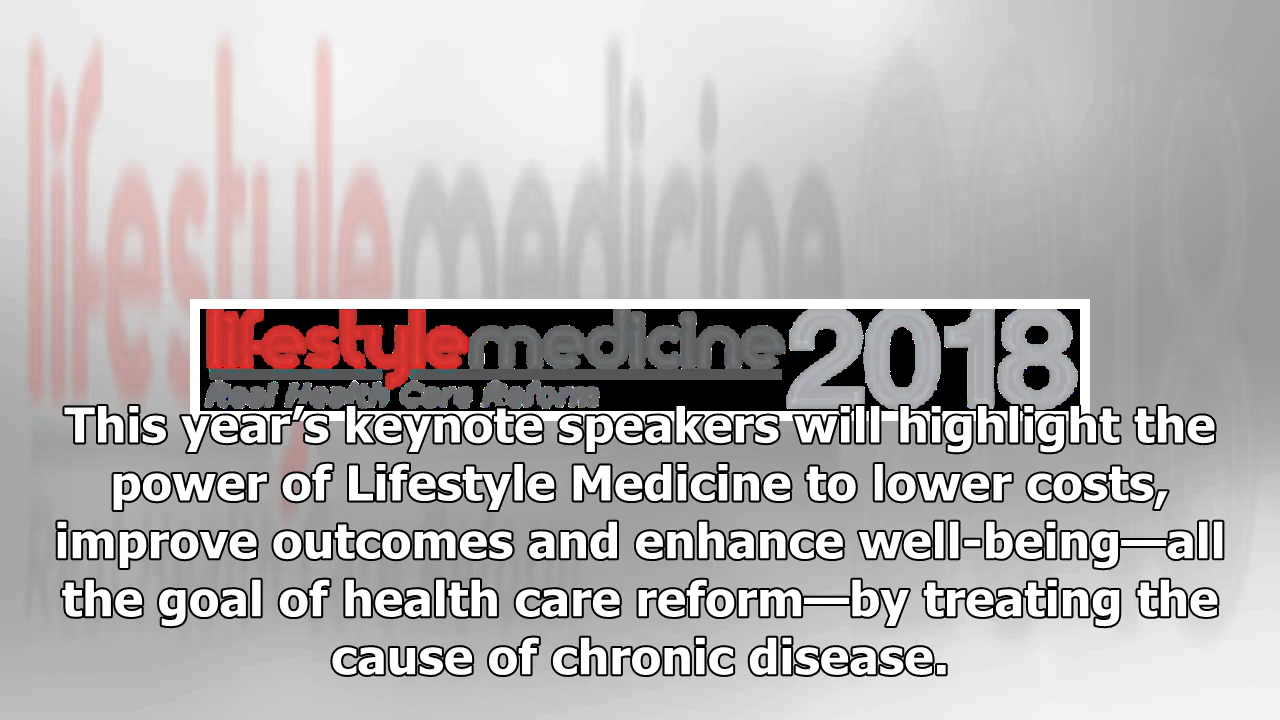 lifestylemedicine 2018
Real Health Care Reform
This year’s keynote speakers will highlight the
power of Lifestyle Medicine to lower costs,
improve outcomes and enhance well-being—all
the goal of health care reform—by treating the
cause of chronic disease.